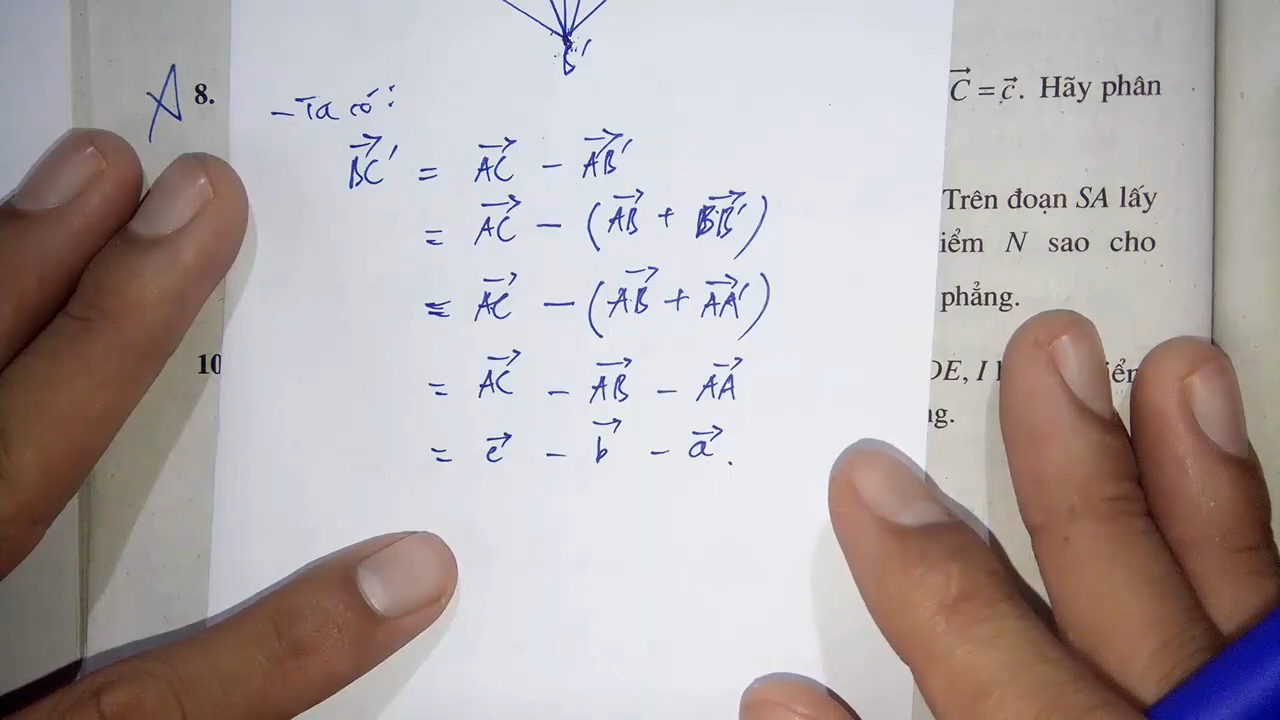 B'
8.
- Ta có:
BC' = AC - AB'
= AC - (AB + BB')
= AC - (AB + AA')
= AC - AB - AA
= c - b - a.
C = c. Hãy phân
Trên đoạn SA lấy
iểm N sao cho
phẳng.
10
DE, I
ng.